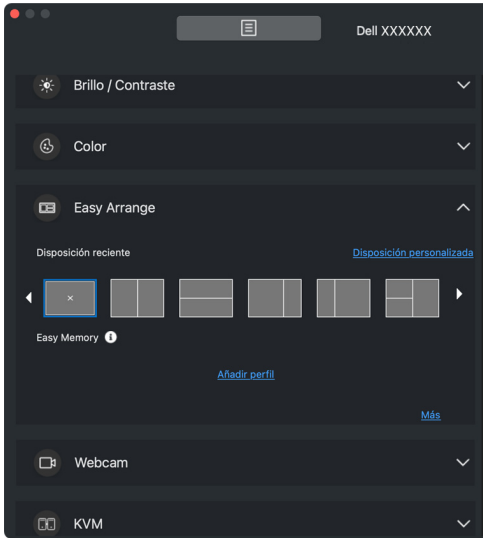 Dell XXXXXX
Brillo / Contraste
Color
Easy Arrange
Disposición reciente
Disposición personalizada
Easy Memory
Añadir perfil
Más
Webcam
KVM